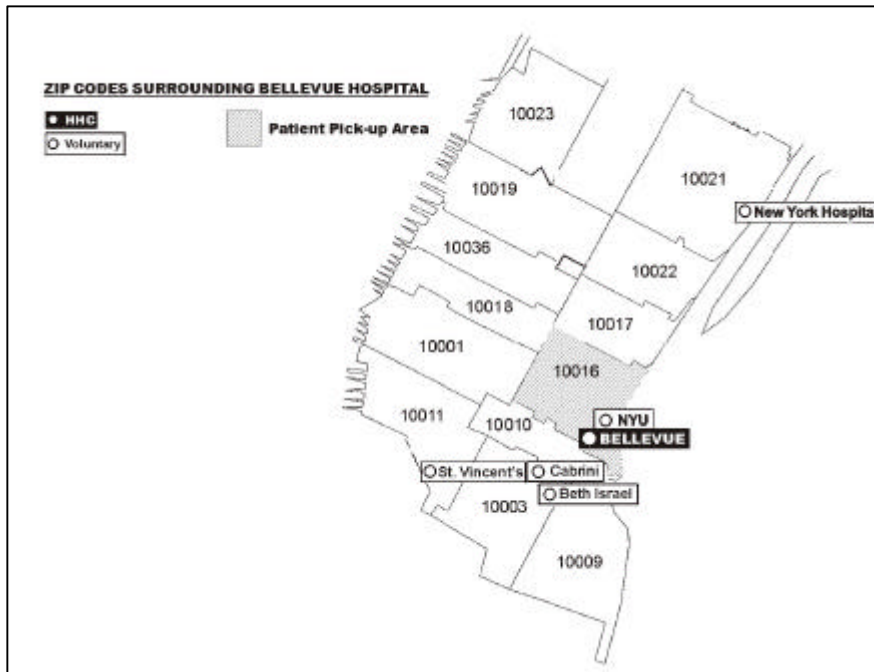 ZIP CODES SURROUNDING BELLEVUE HOSPITAL
HHC
Voluntary
Patient Pick-up Area
10023
10021
10019
New York Hospital
10036
10022
10018
10017
10001
10016
10011
10010
NYU
BELLEVUE
St. Vincent's
Cabrini
Beth Israel
10003
10009